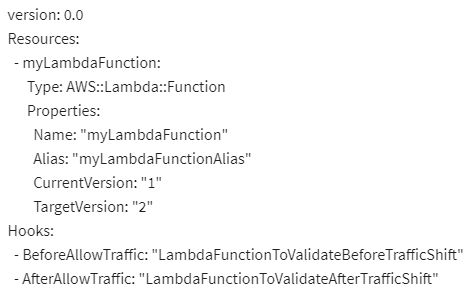 version: 0.0
Resources:
- myLambdaFunction:
Type: AWS::Lambda::Function
Properties:
Name: "myLambdaFunction"
Alias: "myLambdaFunctionAlias"
CurrentVersion: "1"
TargetVersion: "2"
Hooks:
- BeforeAllowTraffic: "LambdaFunctionToValidateBeforeTrafficShift"
- AfterAllowTraffic: "LambdaFunctionToValidateAfterTrafficShift"